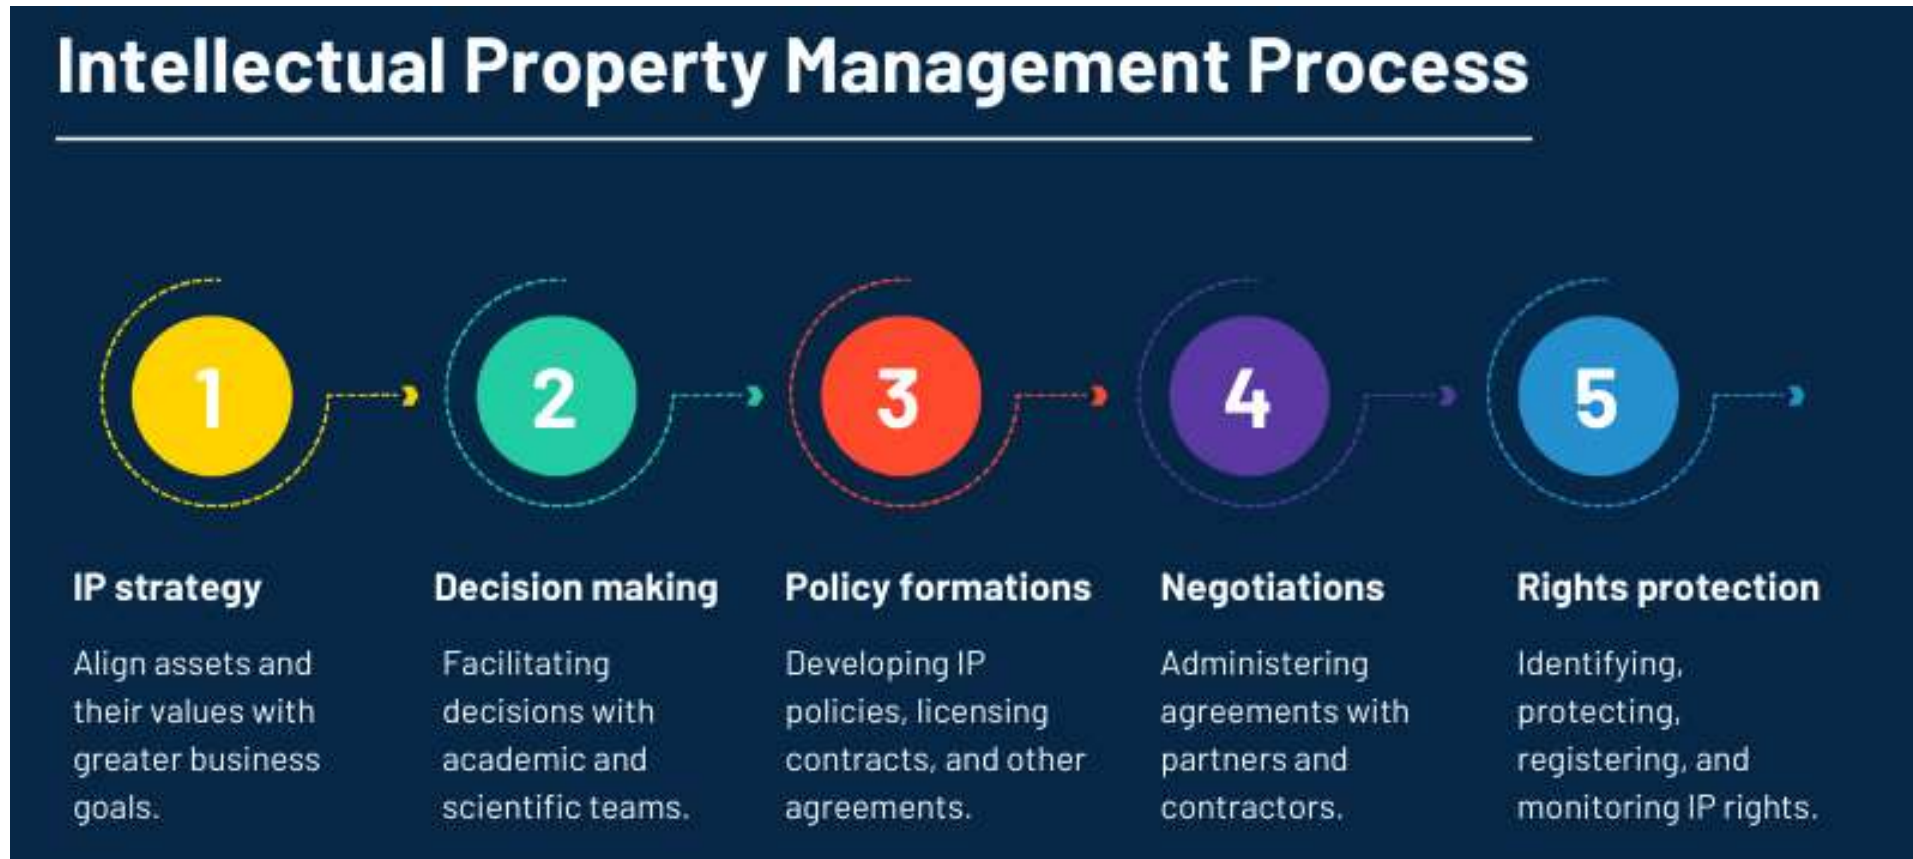 Intellectual Property Management Process
1
2
3
4
5
IP strategy
Align assets and
their values with
greater business
goals.
Decision making
Facilitating
decisions with
academic and
scientific teams.
Policy formations
Developing IP
policies, licensing
contracts, and other
agreements.
Negotiations
Administering
agreements with
partners and
contractors.
Rights protection
Identifying,
protecting,
registering, and
monitoring IP rights.